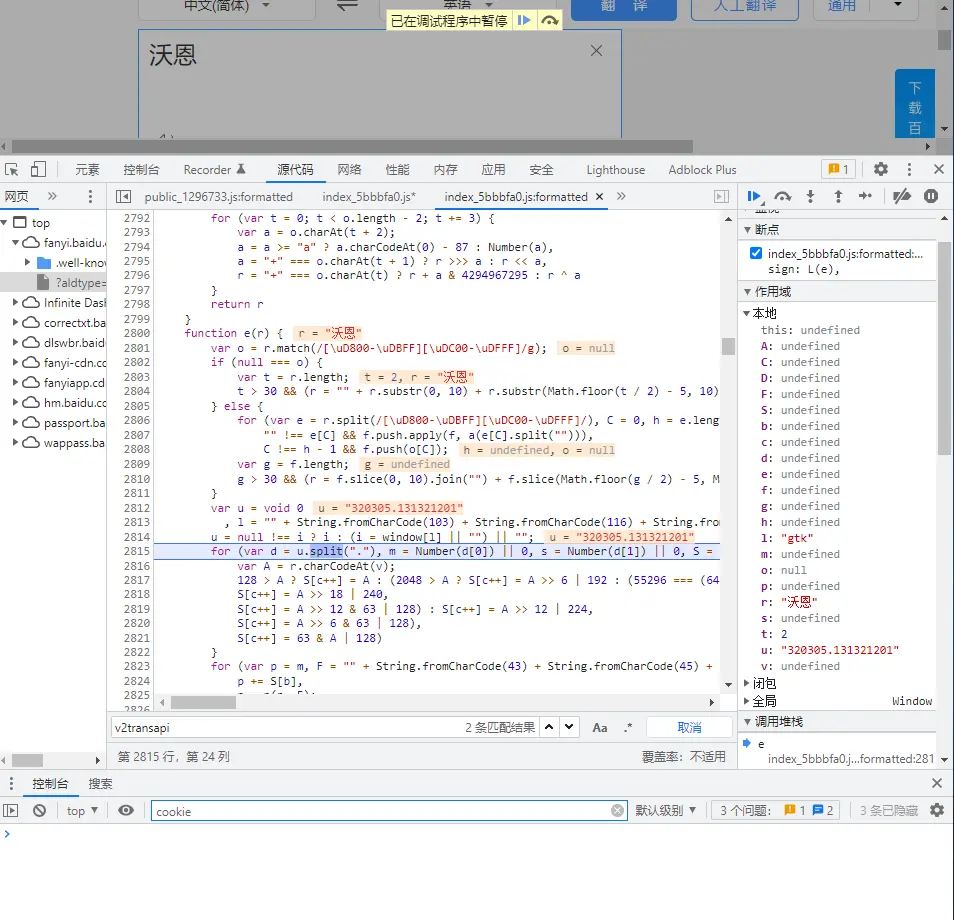 中文(简体)
英语
翻 译
人工翻译
通用
已在调试程序中暂停
沃恩
下
载
百
元素 控制台 Recorder 源代码 网络 性能 内存 应用 安全 Lighthouse Adblock Plus 1
网页 public_1296733.js:formatted index_5bbbfa0.js* index_5bbbfa0.js:formatted
top
fanyi.baidu.
.well-know
?aldtype=
Infinite Dash
correctxt.ba
dlswbr.baid
fanyi-cdn.cc
fanyiapp.cd
hm.baidu.cc
passport.ba
wappass.ba
2792 for (var t = 0; t < o.length - 2; t += 3) {
2793 var a = o.charAt(t + 2);
2794 a = a >= "a" ? a.charCodeAt(0) - 87 : Number(a),
2795 a = "+" === o.charAt(t + 1) ? r >>> a : r << a,
2796 r = "+" === o.charAt(t) ? r + a & 4294967295 : r ^ a
2797 }
2798 return r
2799 }
2800 function e(r) { r = "沃恩"
2801 var o = r.match(/[\uD800-\uDBFF][\uDC00-\uDFFF]/g); o = null
2802 if (null === o) {
2803 var t = r.length; t = 2, r = "沃恩"
2804 t > 30 && (r = "" + r.substr(0, 10) + r.substr(Math.floor(t / 2) - 5, 10)
2805 } else {
2806 for (var e = r.split(/[\uD800-\uDBFF][\uDC00-\uDFFF]/), C = 0, h = e.leng
2807 "" !== e[C] && f.push.apply(f, a(e[C].split(""))),
2808 C !== h - 1 && f.push(o[C]); h = undefined, o = null
2809 var g = f.length; g = undefined
2810 g > 30 && (r = f.slice(0, 10).join("") + f.slice(Math.floor(g / 2) - 5, M
2811 }
2812 var u = void 0 u = "320305.131321201"
2813 , l = "" + String.fromCharCode(103) + String.fromCharCode(116) + String.fro
2814 u = null !== i ? i : (i = window[l] || "") || ""; u = "320305.131321201"
2815 for (var d = u.split("."), m = Number(d[0]) || 0, s = Number(d[1]) || 0, S =
2816 var A = r.charCodeAt(v);
2817 128 > A ? S[c++] = A : (2048 > A ? S[c++] = A >> 6 | 192 : (55296 === (64
2818 S[c++] = A >> 18 | 240,
2819 S[c++] = A >> 12 & 63 | 128) : S[c++] = A >> 12 | 224,
2820 S[c++] = A >> 6 & 63 | 128),
2821 S[c++] = 63 & A | 128)
2822 }
2823 for (var p = m, F = "" + String.fromCharCode(43) + String.fromCharCode(45) +
2824 p += S[b],
2825
v2transapi 2 条匹配结果 Aa .* 取消
第 2815 行，第 24 列 覆盖率：不适用
断点
index_5bbbfa0.js:formatted:...
sign: L(e),
作用域
本地
this: undefined
A: undefined
C: undefined
D: undefined
F: undefined
S: undefined
b: undefined
c: undefined
d: undefined
e: undefined
f: undefined
g: undefined
h: undefined
l: "gtk"
m: undefined
o: null
p: undefined
r: "沃恩"
s: undefined
t: 2
u: "320305.131321201"
v: undefined
闭包
全局 Window
调用堆栈
e
index_5bbbfa0.j...formatted:281
控制台 搜索
top cookie 默认级别 3 个问题： 1 2 3 条已隐藏